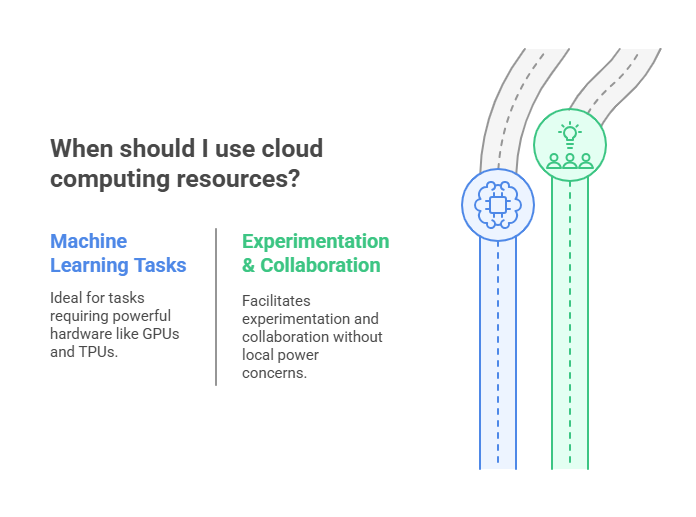 When should I use cloud
computing resources?
Machine
Learning Tasks
Ideal for tasks
requiring powerful
hardware like GPUs
and TPUs.
Experimentation
& Collaboration
Facilitates
experimentation and
collaboration without
local power
concerns.